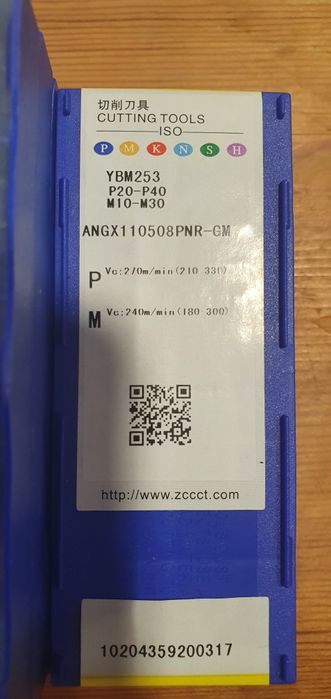 切削刀具
CUTTING TOOLS
ISO
P M K N S H
YBM253
P20-P40
M10-M30
ANGX110508PNR-GM
P Vc:270m/min(210 330)
M Vc:240m/min(180 300)
http://www.zccct.com
10204359200317